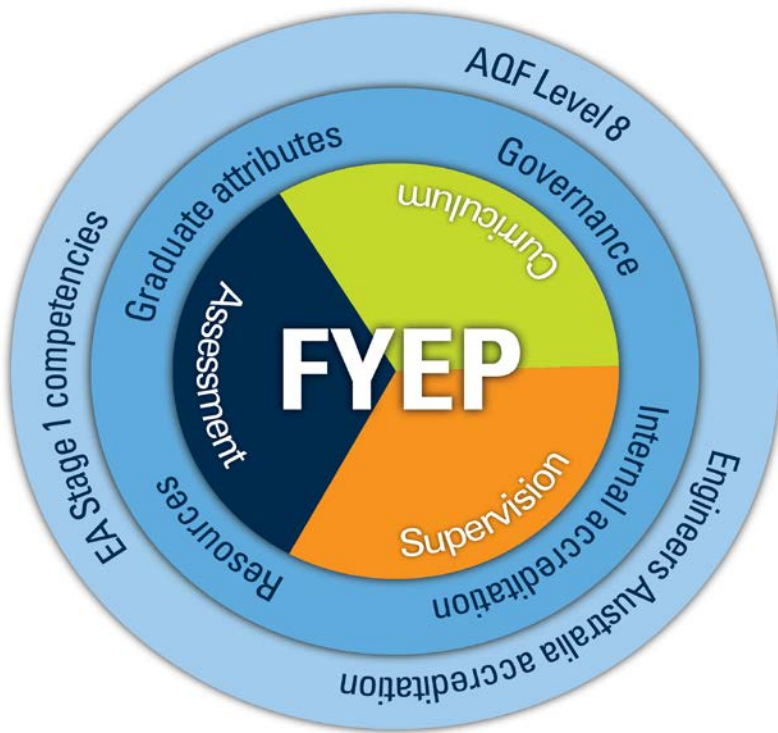 AQF Level 8
EA Stage 1 competencies
Engineers Australia accreditation
Graduate attributes
Governance
Resources
Internal accreditation
Curriculum
Assessment
Supervision
FYEP